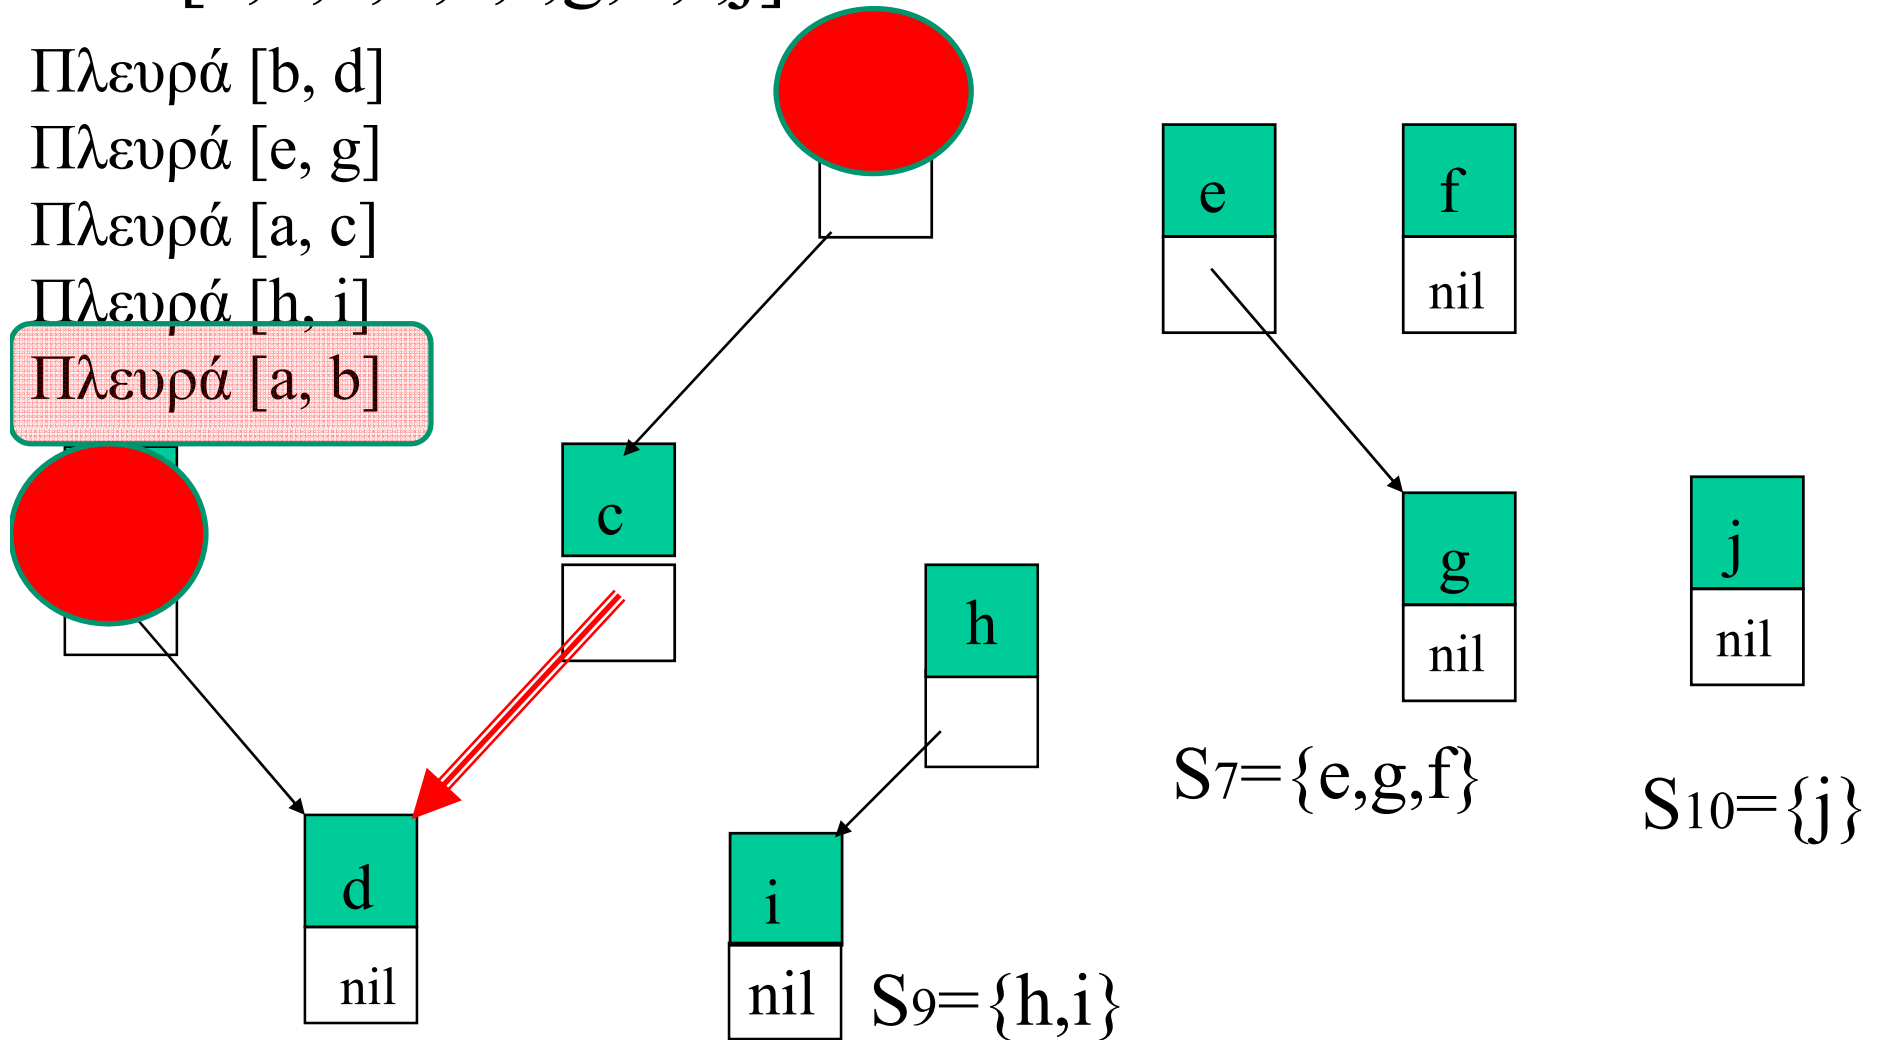 Πλευρά [b, d]
Πλευρά [e, g]
Πλευρά [a, c]
Πλευρά [h, i]
Πλευρά [a, b]
e
f
nil
c
g
nil
j
nil
h
d
nil
i
nil
S7={e,g,f}
S10={j}
S9={h,i}